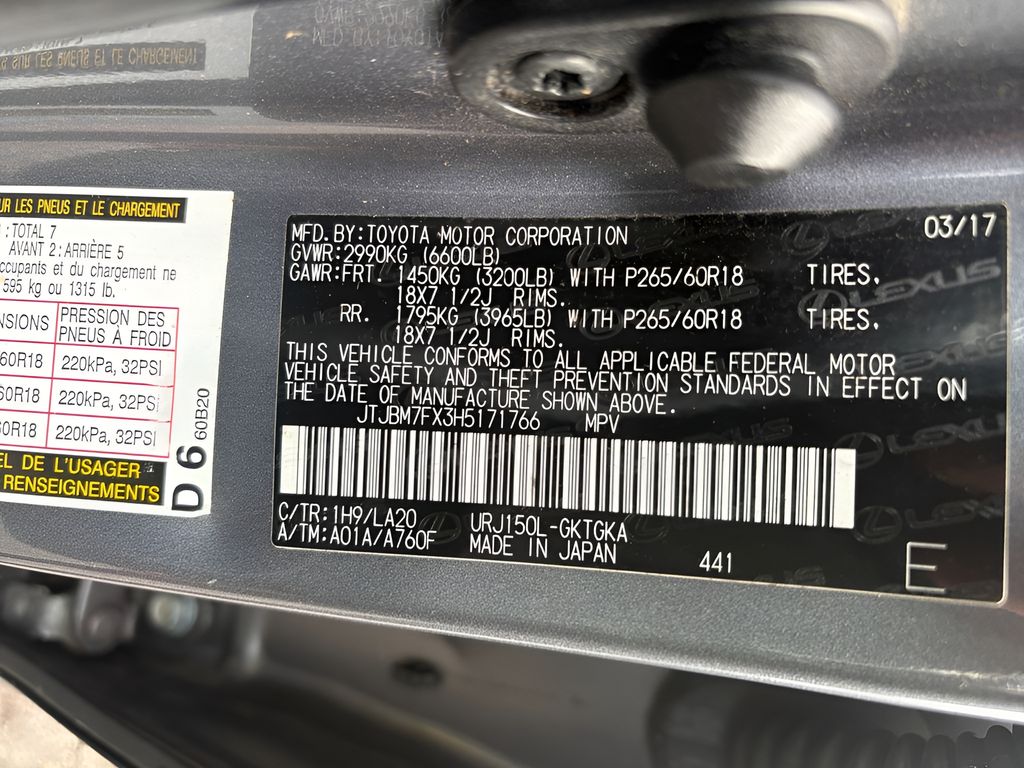 UR LES PNEUS ET LE CHARGEMENT
TOTAL 7
AVANT 2:ARRIÈRE 5
occupants et du chargement ne
595 kg ou 1315 lb.
NSIONS
PRESSION DES
PNEUS À FROID
60R18 220kPa, 32PSI
60R18 220kPa, 32PSi
60R18 220kPa, 32PSI
EL DE L'USAGER
RENSEIGNEMENTS
D 6
60B20
MFD.BY:TOYOTA MOTOR CORPORATION 03/17
GVWR:2990KG (6600LB)
GAWR:FRT. 1450KG (3200LB) WITH P265/60R18 TIRES.
18X7 1/2J RIMS.
RR. 1795KG (3965LB) WITH P265/60R18 TIRES.
18X7 1/2J RIMS.
THIS VEHICLE CONFORMS TO ALL APPLICABLE FEDERAL MOTOR
VEHICLE SAFETY AND THEFT PREVENTION STANDARDS IN EFFECT ON
THE DATE OF MANUFACTURE SHOWN ABOVE.
JTJBM7FX3H5171766 MPV
C/TR:1H9/LA20 URJ150L-GKTGKA
A/TM:A01A/A760F MADE IN JAPAN 441
E
LEXUS